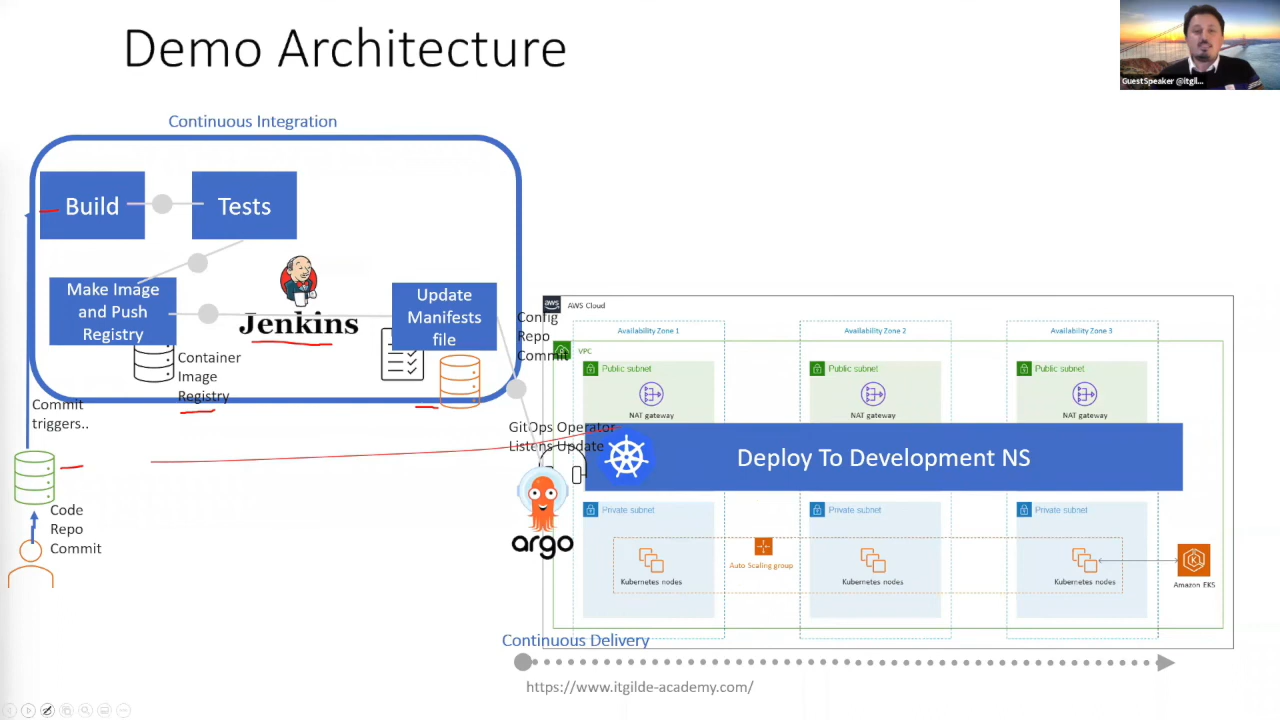 Demo Architecture
GuestSpeaker @itgil...
Continuous Integration
Build
Tests
Make Image
and Push
Registry
Jenkins
Update
Manifests
file
Container
Image
Registry
Commit
triggers..
Code
Repo
Commit
Config
Repo
Commit
GitOps Operator
Listens Update
argo
aws
AWS Cloud
Availability Zone 1
Availability Zone 2
Availability Zone 3
VPC
Public subnet
Public subnet
Public subnet
NAT gateway
NAT gateway
NAT gateway
Deploy To Development NS
Private subnet
Private subnet
Private subnet
Auto Scaling group
Kubernetes nodes
Kubernetes nodes
Kubernetes nodes
Amazon EKS
Continuous Delivery
https://www.itgilde-academy.com/